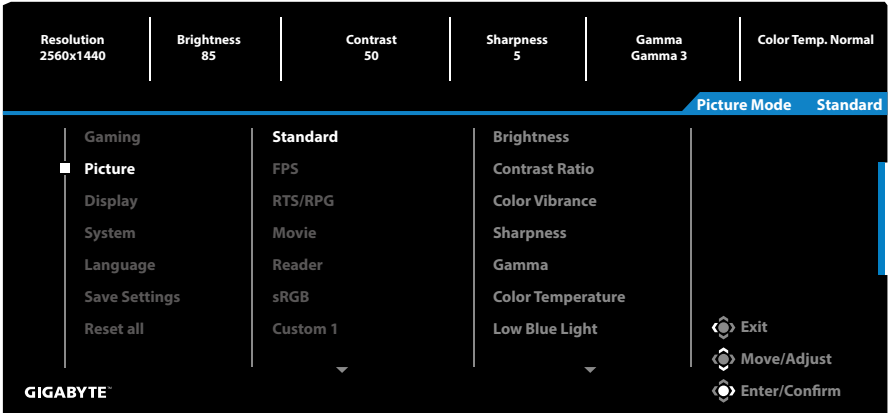 Resolution
2560x1440
Brightness
85
Contrast
50
Sharpness
5
Gamma
Gamma 3
Color Temp. Normal
Picture Mode Standard
Gaming
Picture
Display
System
Language
Save Settings
Reset all
Standard
FPS
RTS/RPG
Movie
Reader
sRGB
Custom 1
Brightness
Contrast Ratio
Color Vibrance
Sharpness
Gamma
Color Temperature
Low Blue Light
Exit
Move/Adjust
Enter/Confirm
GIGABYTE™